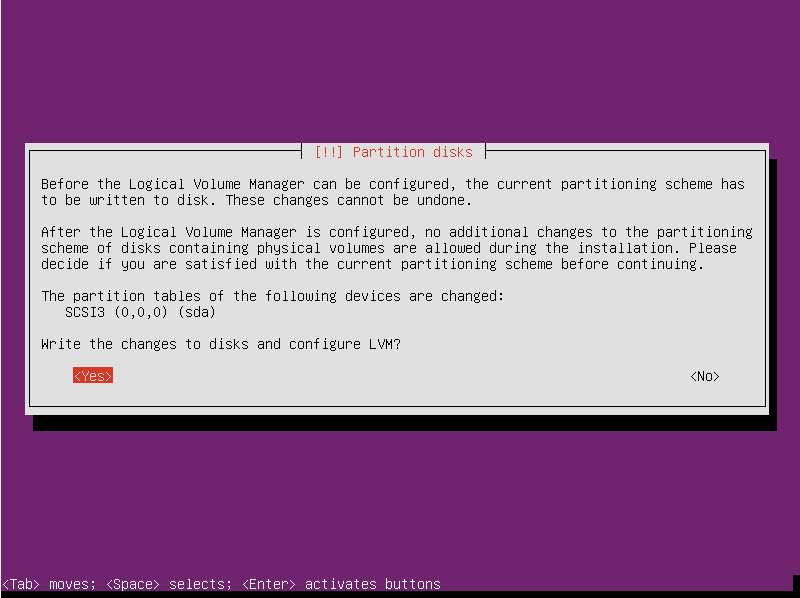 [!!] Partition disks
Before the Logical Volume Manager can be configured, the current partitioning scheme has
to be written to disk. These changes cannot be undone.
After the Logical Volume Manager is configured, no additional changes to the partitioning
scheme of disks containing physical volumes are allowed during the installation. Please
decide if you are satisfied with the current partitioning scheme before continuing.
The partition tables of the following devices are changed:
SCSI3 (0,0,0) (sda)
Write the changes to disks and configure LVM?
<Yes> <No>
<Tab> moves; <Space> selects; <Enter> activates buttons